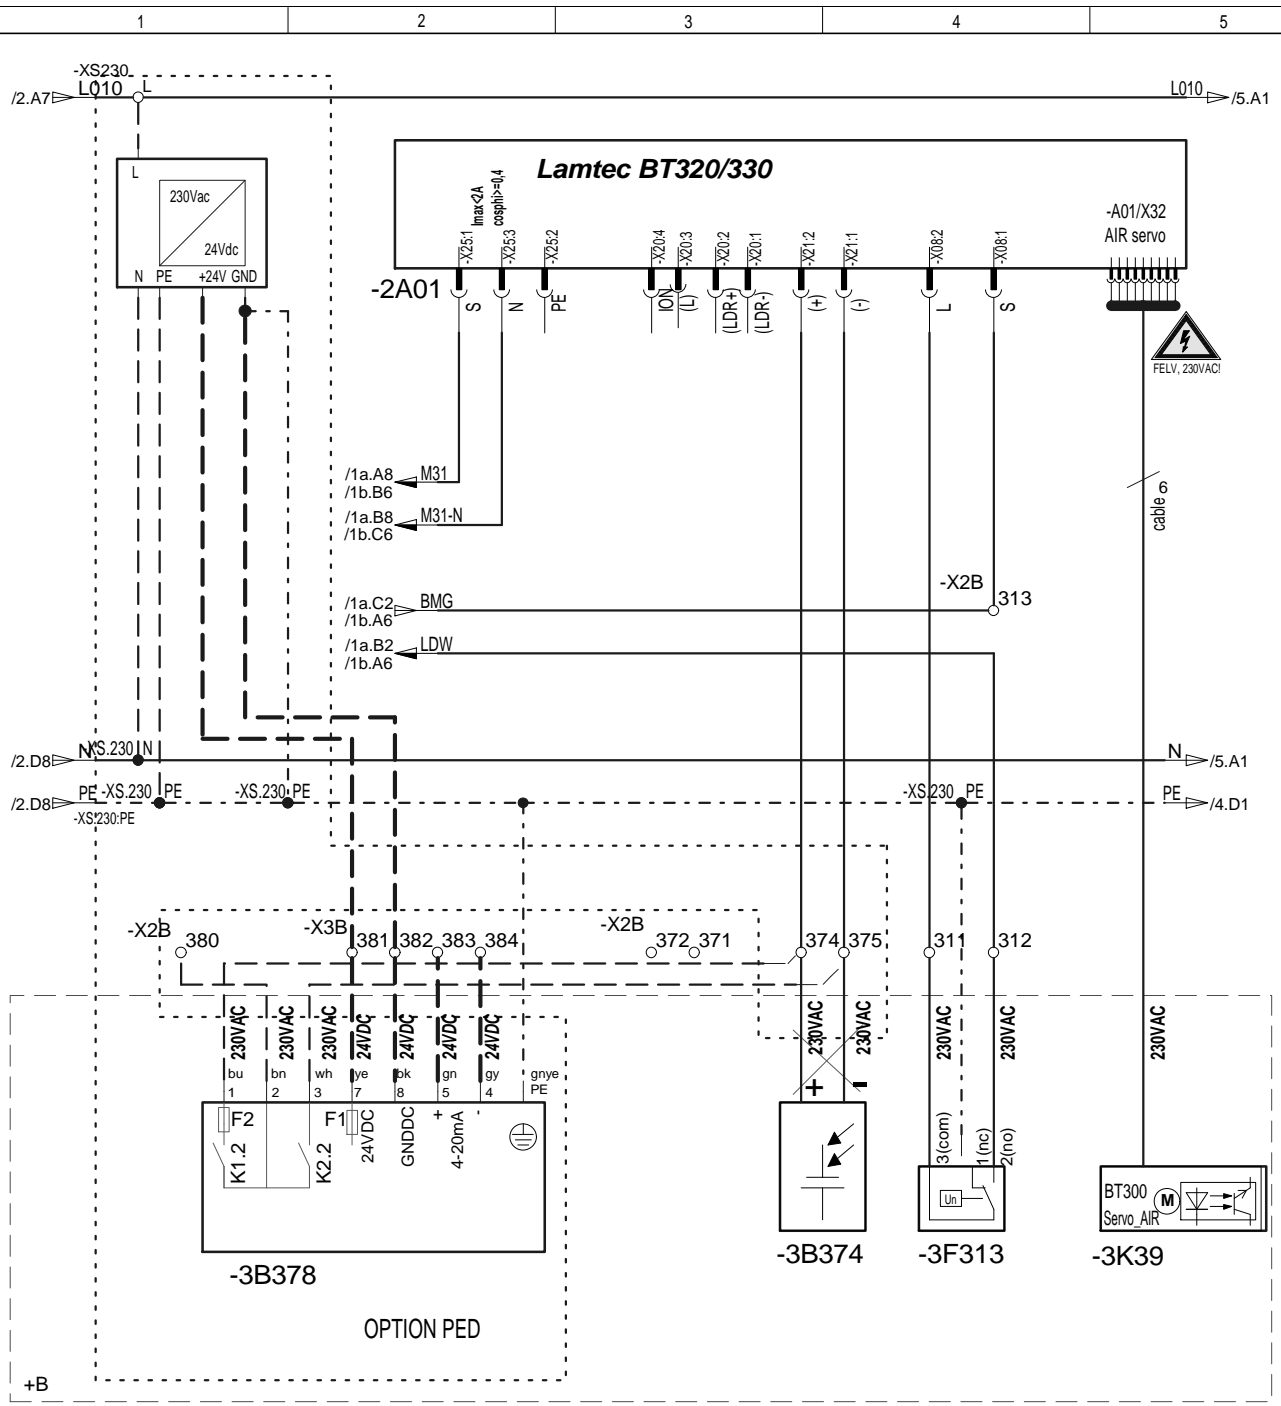 1 2 3 4 5
-XS230
/2.A7 L010 L L010 /5.A1
Lamtec BT320/330
L
230Vac
24Vdc
N PE +24V GND
Imax<2A
cosphi>=0,4
-X25:1 -X25:3 -X25:2 -X20:4 -X20:3 -X20:2 -X20:1 -X21:2 -X21:1 -X08:2 -X08:1
-A01/X32
AIR servo
-2A01
S N PE ION (L) (LDR+) (LDR-) (+) (-) L S
FELV, 230VAC!
/1a.A8 M31
/1b.B6
/1a.B8 M31-N
/1b.C6
6
cable
-X2B
313
/1a.C2 BMG
/1b.A6
/1a.B2 LDW
/1b.A6
/2.D8 N -XS.230 N N /5.A1
/2.D8 PE -XS.230 PE -XS.230 PE -XS.230 PE PE /4.D1
-XS.230:PE
-X2B 380 -X3B 381 382 383 384 -X2B 372 371 374 375 311 312
230VAC 230VAC 230VAC 24VDC 24VDC 24VDC 24VDC 230VAC 230VAC 230VAC 230VAC 230VAC
bu bn wh ye bk gn gy gnye
1 2 3 7 8 5 4 PE
+ -
F2 F1
K1.2 K2.2 24VDC GNDDC + 4-20mA -
3(com) 1(nc) 2(no)
Un
BT300 M
Servo_AIR
-3B378 -3B374 -3F313 -3K39
OPTION PED
+B